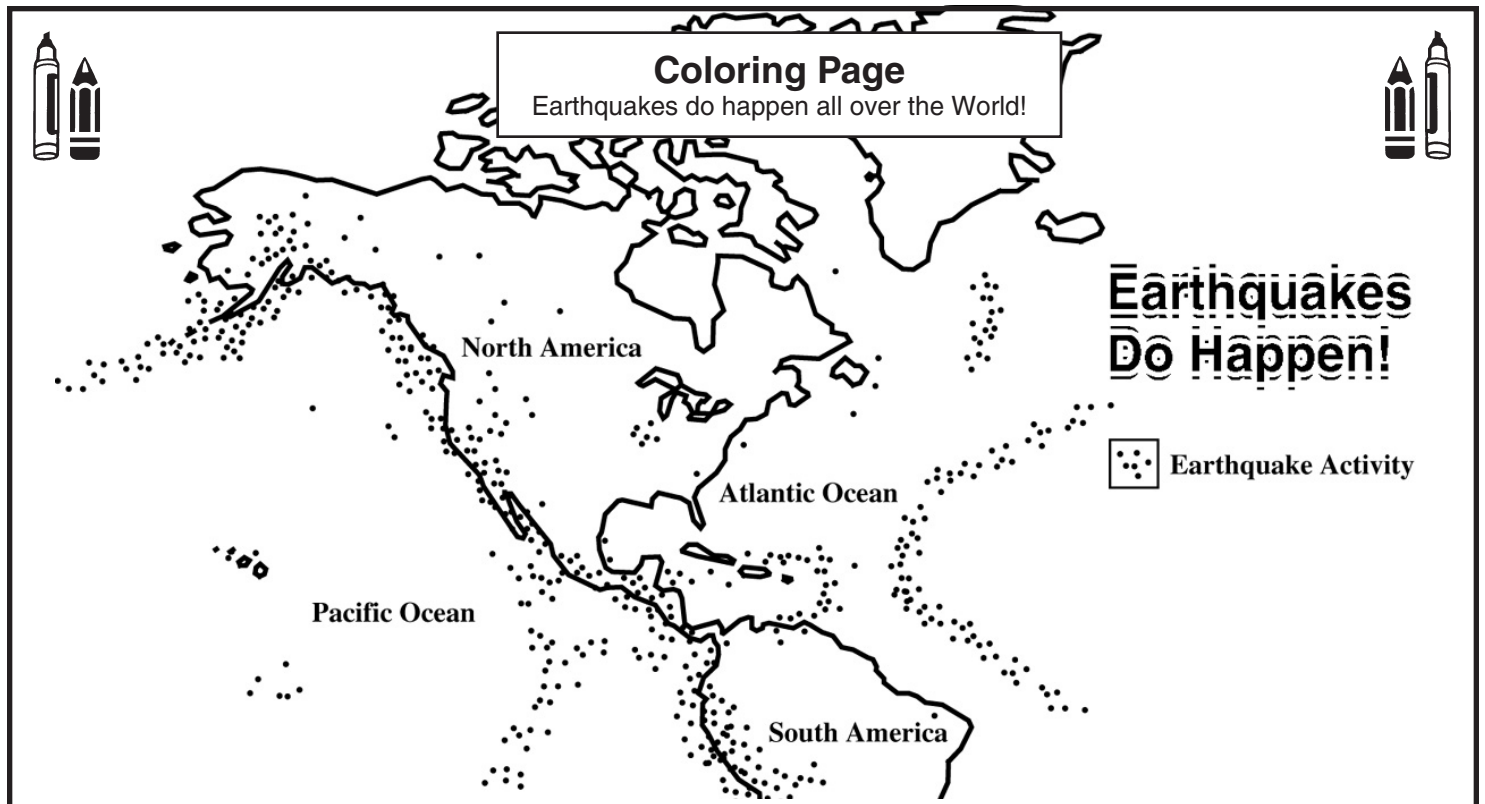 Coloring Page
Earthquakes do happen all over the World!
Earthquakes
Do Happen!
North America
Earthquake Activity
Atlantic Ocean
Pacific Ocean
South America